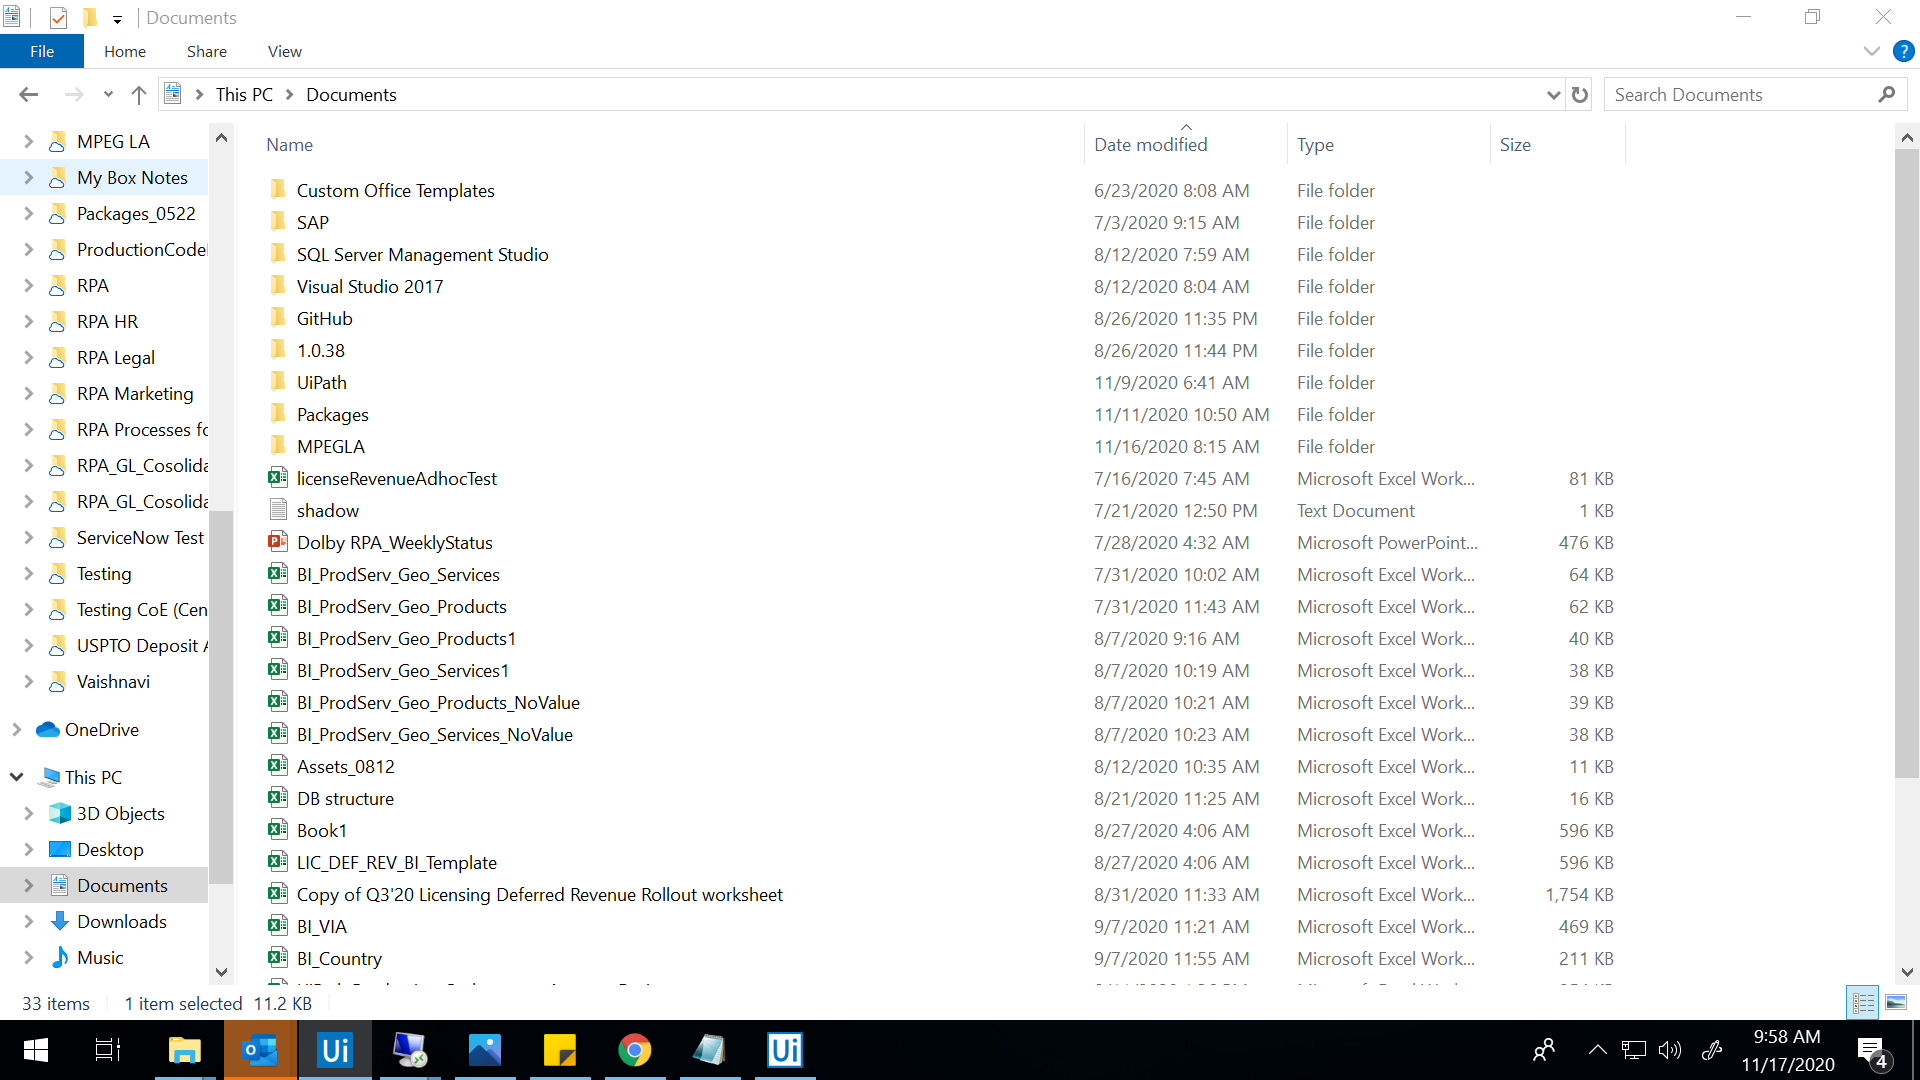 Documents
File Home Share View
This PC Documents
Search Documents
MPEG LA
My Box Notes
Packages_0522
ProductionCode
RPA
RPA HR
RPA Legal
RPA Marketing
RPA Processes fo
RPA_GL_Cosolida
RPA_GL_Cosolida
ServiceNow Test
Testing
Testing CoE (Cen
USPTO Deposit A
Vaishnavi
OneDrive
This PC
3D Objects
Desktop
Documents
Downloads
Music
Name Date modified Type Size
Custom Office Templates 6/23/2020 8:08 AM File folder
SAP 7/3/2020 9:15 AM File folder
SQL Server Management Studio 8/12/2020 7:59 AM File folder
Visual Studio 2017 8/12/2020 8:04 AM File folder
GitHub 8/26/2020 11:35 PM File folder
1.0.38 8/26/2020 11:44 PM File folder
UiPath 11/9/2020 6:41 AM File folder
Packages 11/11/2020 10:50 AM File folder
MPEGLA 11/16/2020 8:15 AM File folder
licenseRevenueAdhocTest 7/16/2020 7:45 AM Microsoft Excel Work... 81 KB
shadow 7/21/2020 12:50 PM Text Document 1 KB
Dolby RPA_WeeklyStatus 7/28/2020 4:32 AM Microsoft PowerPoint... 476 KB
BI_ProdServ_Geo_Services 7/31/2020 10:02 AM Microsoft Excel Work... 64 KB
BI_ProdServ_Geo_Products 7/31/2020 11:43 AM Microsoft Excel Work... 62 KB
BI_ProdServ_Geo_Products1 8/7/2020 9:16 AM Microsoft Excel Work... 40 KB
BI_ProdServ_Geo_Services1 8/7/2020 10:19 AM Microsoft Excel Work... 38 KB
BI_ProdServ_Geo_Products_NoValue 8/7/2020 10:21 AM Microsoft Excel Work... 39 KB
BI_ProdServ_Geo_Services_NoValue 8/7/2020 10:23 AM Microsoft Excel Work... 38 KB
Assets_0812 8/12/2020 10:35 AM Microsoft Excel Work... 11 KB
DB structure 8/21/2020 11:25 AM Microsoft Excel Work... 16 KB
Book1 8/27/2020 4:06 AM Microsoft Excel Work... 596 KB
LIC_DEF_REV_BI_Template 8/27/2020 4:06 AM Microsoft Excel Work... 596 KB
Copy of Q3'20 Licensing Deferred Revenue Rollout worksheet 8/31/2020 11:33 AM Microsoft Excel Work... 1,754 KB
BI_VIA 9/7/2020 11:21 AM Microsoft Excel Work... 469 KB
BI_Country 9/7/2020 11:55 AM Microsoft Excel Work... 211 KB
33 items 1 item selected 11.2 KB
Ui
Ui
9:58 AM
11/17/2020
4